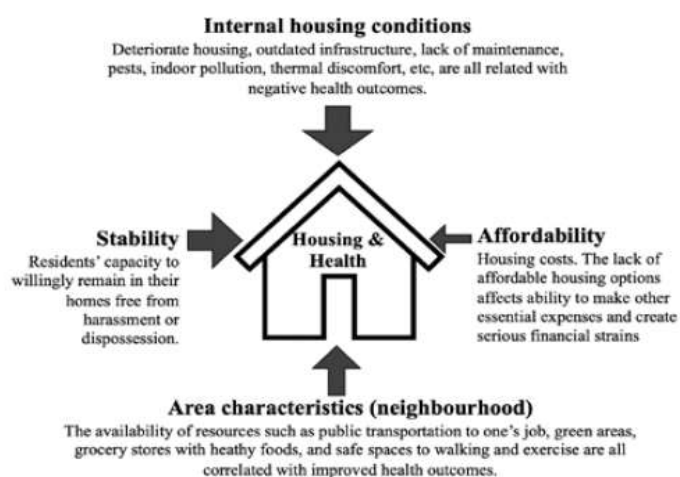 Internal housing conditions
Deteriorate housing, outdated infrastructure, lack of maintenance,
pests, indoor pollution, thermal discomfort, etc, are all related with
negative health outcomes.
Stability
Residents' capacity to
willingly remain in their
homes free from
harassment or
dispossession.
Housing &
Health
Affordability
Housing costs. The lack of
affordable housing options
affects ability to make other
essential expenses and create
serious financial strains
Area characteristics (neighbourhood)
The availability of resources such as public transportation to one's job, green areas,
grocery stores with heathy foods, and safe spaces to walking and exercise are all
correlated with improved health outcomes.